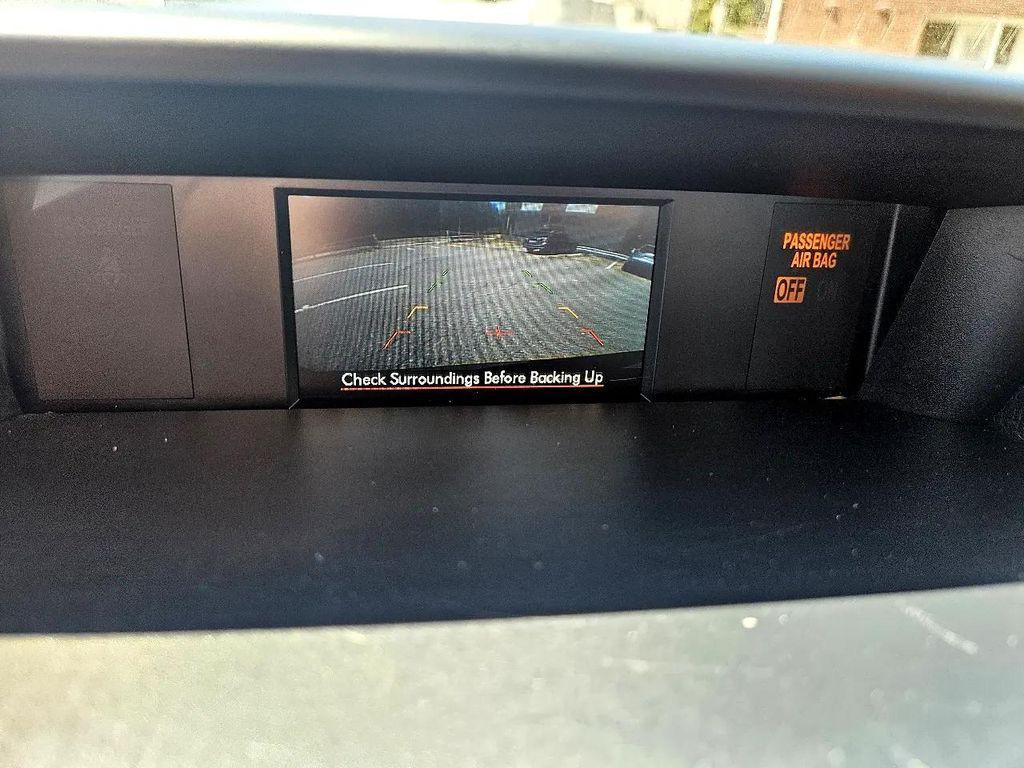 PASSENGER
AIR BAG
OFF
Check Surroundings Before Backing Up